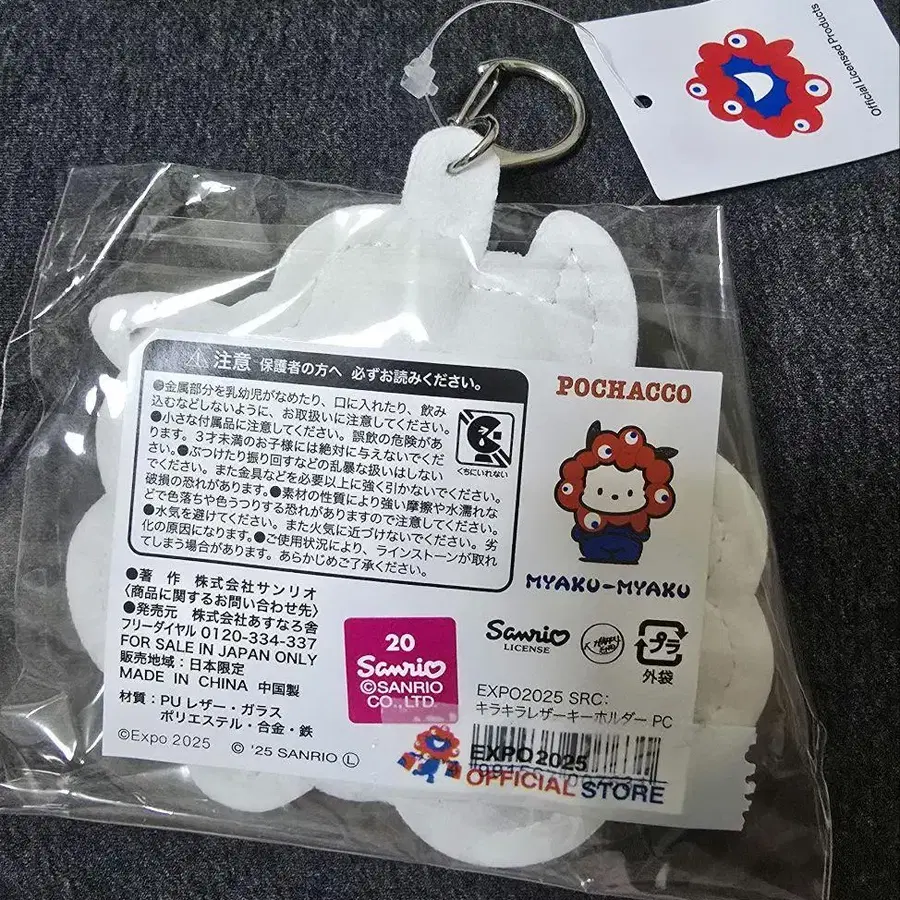 Official Licensed Products
⚠ 注意 保護者の方へ 必ずお読みください。
●金属部分を乳幼児がなめたり、口に入れたり、飲み
込むなどしないように、お取扱いに注意してください。
●小さな付属品に注意してください。誤飲の危険があ
ります。3才未満のお子様には絶対に与えないでくだ
さい。●ぶつけたり振り回すなどの乱暴な扱いはしない
でください。また金具などを必要以上に強く引かないでください。
破損の恐れがあります。●素材の性質により強い摩擦や水濡れな
どで色落ちや色うつりする恐れがありますので注意してください。
●水気を避けてください。また火気に近づけないでください。劣
化の原因になります。●ご使用状況により、ラインストーンが取れ
てしまう場合があります。あらかじめご了承ください。
くちにいれない
POCHACCO
MYAKU-MYAKU
●著 作 株式会社サンリオ
〈商品に関するお問い合わせ先〉
●発売元 株式会社あすなろ舎
フリーダイヤル 0120-334-337
FOR SALE IN JAPAN ONLY
販売地域:日本限定
MADE IN CHINA 中国製
材質:PUレザー・ガラス
ポリエステル・合金・鉄
©Expo 2025 © '25 SANRIO Ⓛ
20
Sanrio
©SANRIO
CO., LTD.
Sanrio
LICENSE
プラ
外袋
EXPO2025 SRC:
キラキラレザーキーホルダー PC
EXPO2025
OFFICIAL STORE